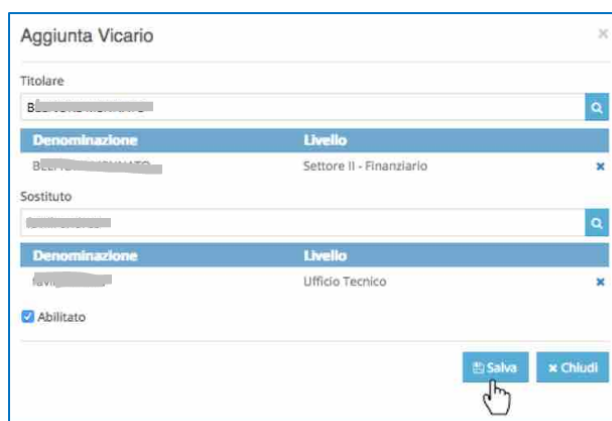 Aggiunta Vicario
Titolare
Denominazione Livello
Settore II - Finanziario
Sostituto
Denominazione Livello
Ufficio Tecnico
Abilitato
Salva Chiudi